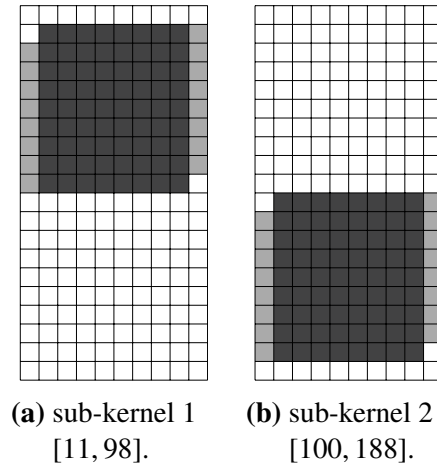 (a) sub-kernel 1
[11, 98].
(b) sub-kernel 2
[100, 188].